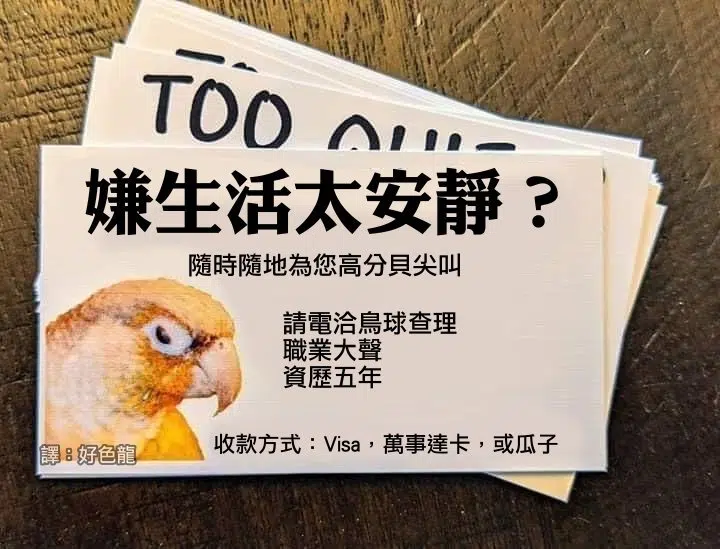 TOO QUIE
嫌生活太安靜？
隨時隨地為您高分貝尖叫
請電洽鳥球查理
職業大聲
資歷五年
收款方式：Visa，萬事達卡，或瓜子
譯：好色龍